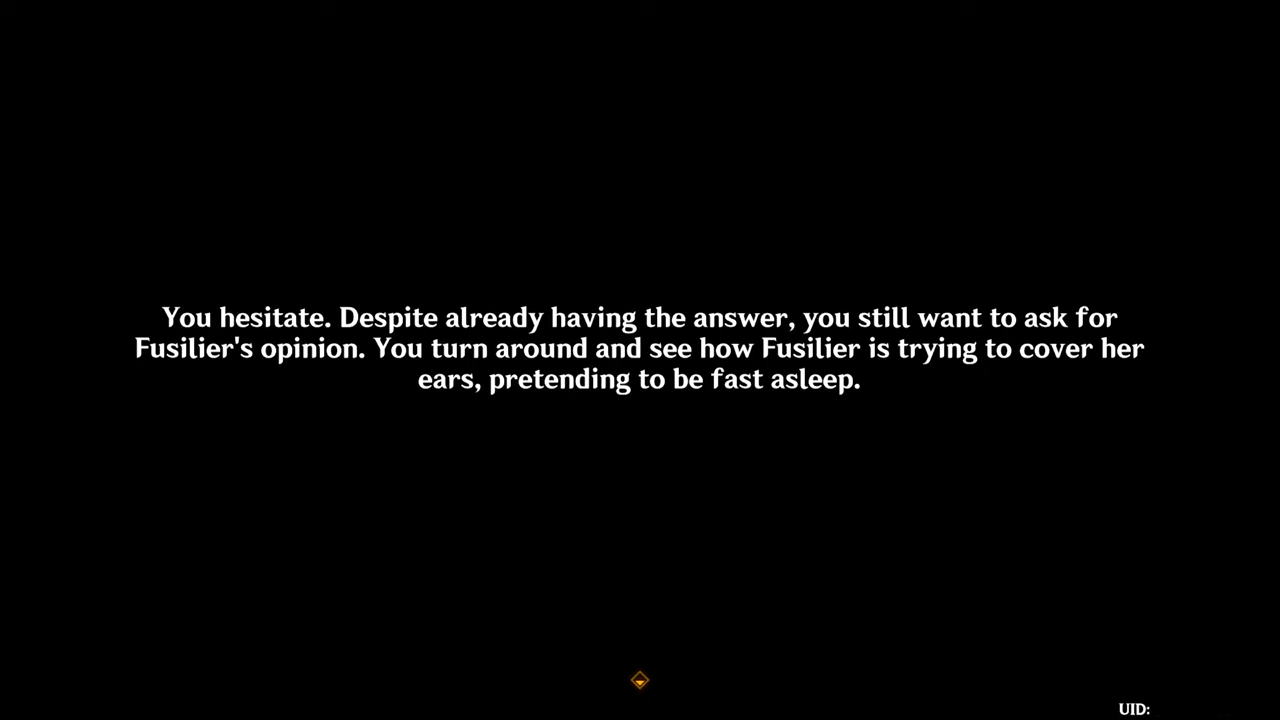 You hesitate. Despite already having the answer, you still want to ask for
Fusilier's opinion. You turn around and see how Fusilier is trying to cover her
ears, pretending to be fast asleep.
UID: